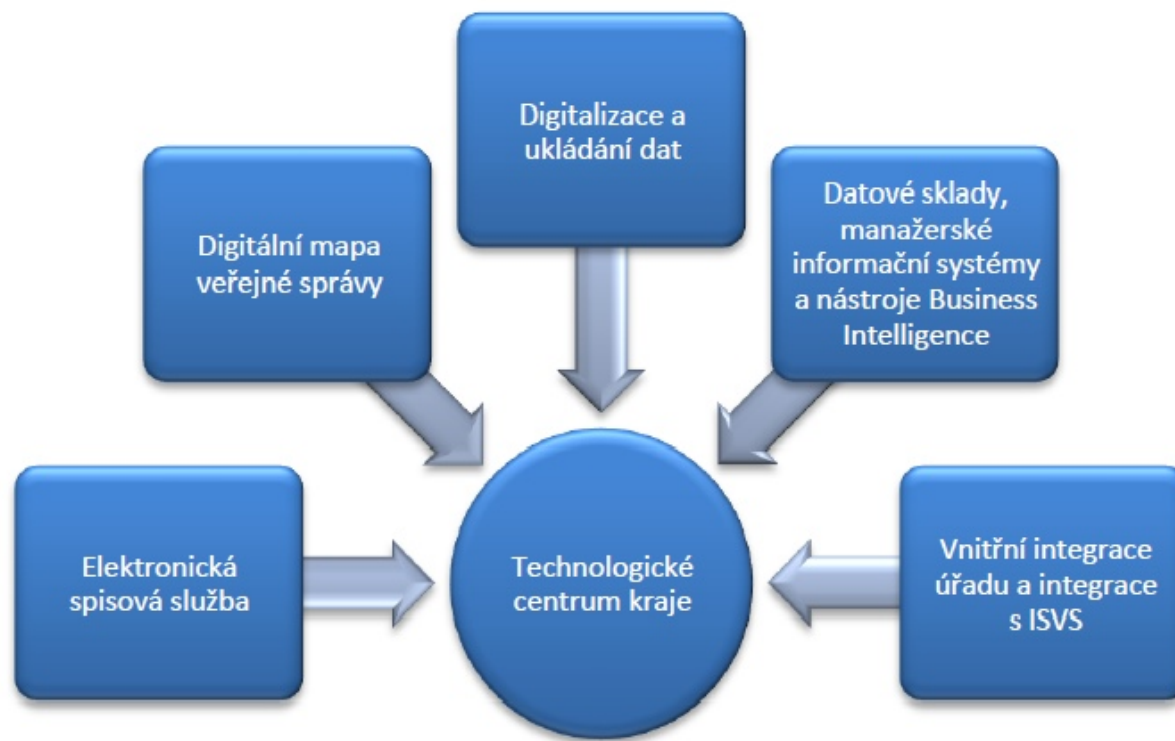 Digitalizace a
ukládání dat
Digitální mapa
veřejné správy
Datové sklady,
manažerské
informační systémy
a nástroje Business
Intelligence
Elektronická
spisová služba
Technologické
centrum kraje
Vnitřní integrace
úřadu a integrace
s ISVS